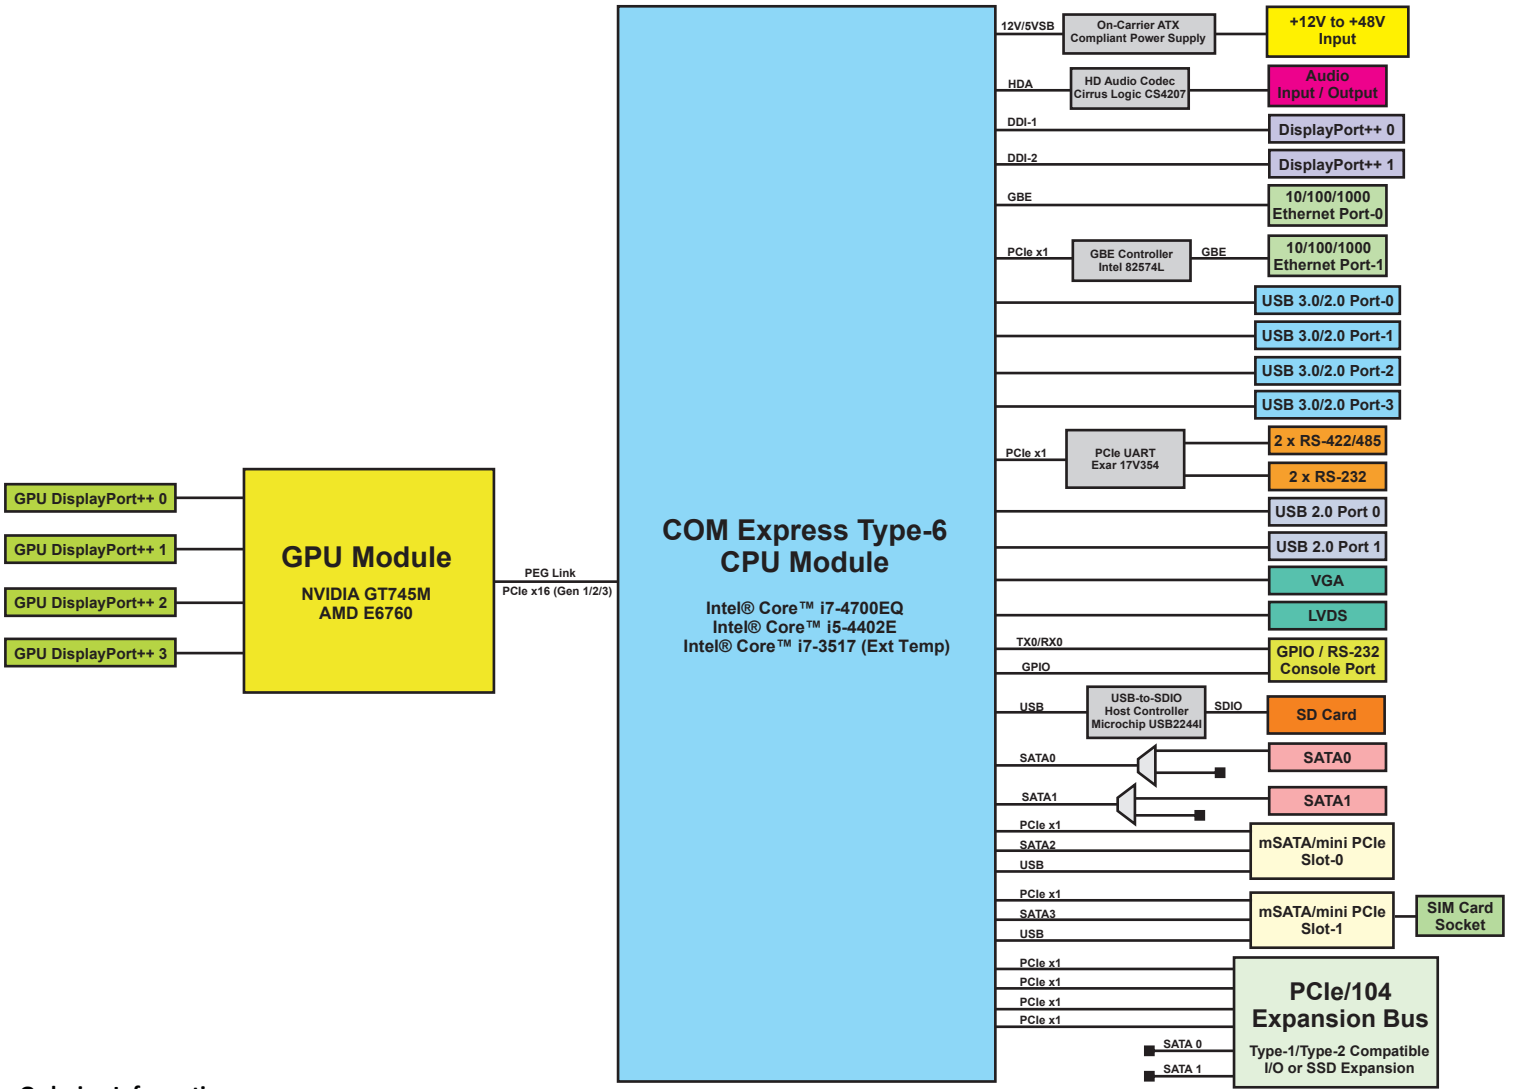 12V/5VSB
On-Carrier ATX
Compliant Power Supply
+12V to +48V
Input
HDA
HD Audio Codec
Cirrus Logic CS4207
Audio
Input / Output
DDI-1
DisplayPort++ 0
DDI-2
DisplayPort++ 1
GBE
10/100/1000
Ethernet Port-0
PCIe x1
GBE Controller
Intel 82574L
GBE
10/100/1000
Ethernet Port-1
USB 3.0/2.0 Port-0
USB 3.0/2.0 Port-1
USB 3.0/2.0 Port-2
USB 3.0/2.0 Port-3
PCIe x1
PCIe UART
Exar 17V354
2 x RS-422/485
2 x RS-232
USB 2.0 Port 0
USB 2.0 Port 1
VGA
LVDS
TX0/RX0
GPIO
GPIO / RS-232
Console Port
USB
USB-to-SDIO
Host Controller
Microchip USB2244I
SDIO
SD Card
SATA0
SATA0
SATA1
SATA1
PCIe x1
SATA2
USB
mSATA/mini PCIe
Slot-0
PCIe x1
SATA3
USB
mSATA/mini PCIe
Slot-1
SIM Card
Socket
PCIe x1
PCIe x1
PCIe x1
PCIe x1
SATA 0
SATA 1
PCIe/104
Expansion Bus
Type-1/Type-2 Compatible
I/O or SSD Expansion
GPU DisplayPort++ 0
GPU DisplayPort++ 1
GPU DisplayPort++ 2
GPU DisplayPort++ 3
GPU Module
NVIDIA GT745M
AMD E6760
PEG Link
PCIe x16 (Gen 1/2/3)
COM Express Type-6
CPU Module
Intel® Core™ i7-4700EQ
Intel® Core™ i5-4402E
Intel® Core™ i7-3517 (Ext Temp)